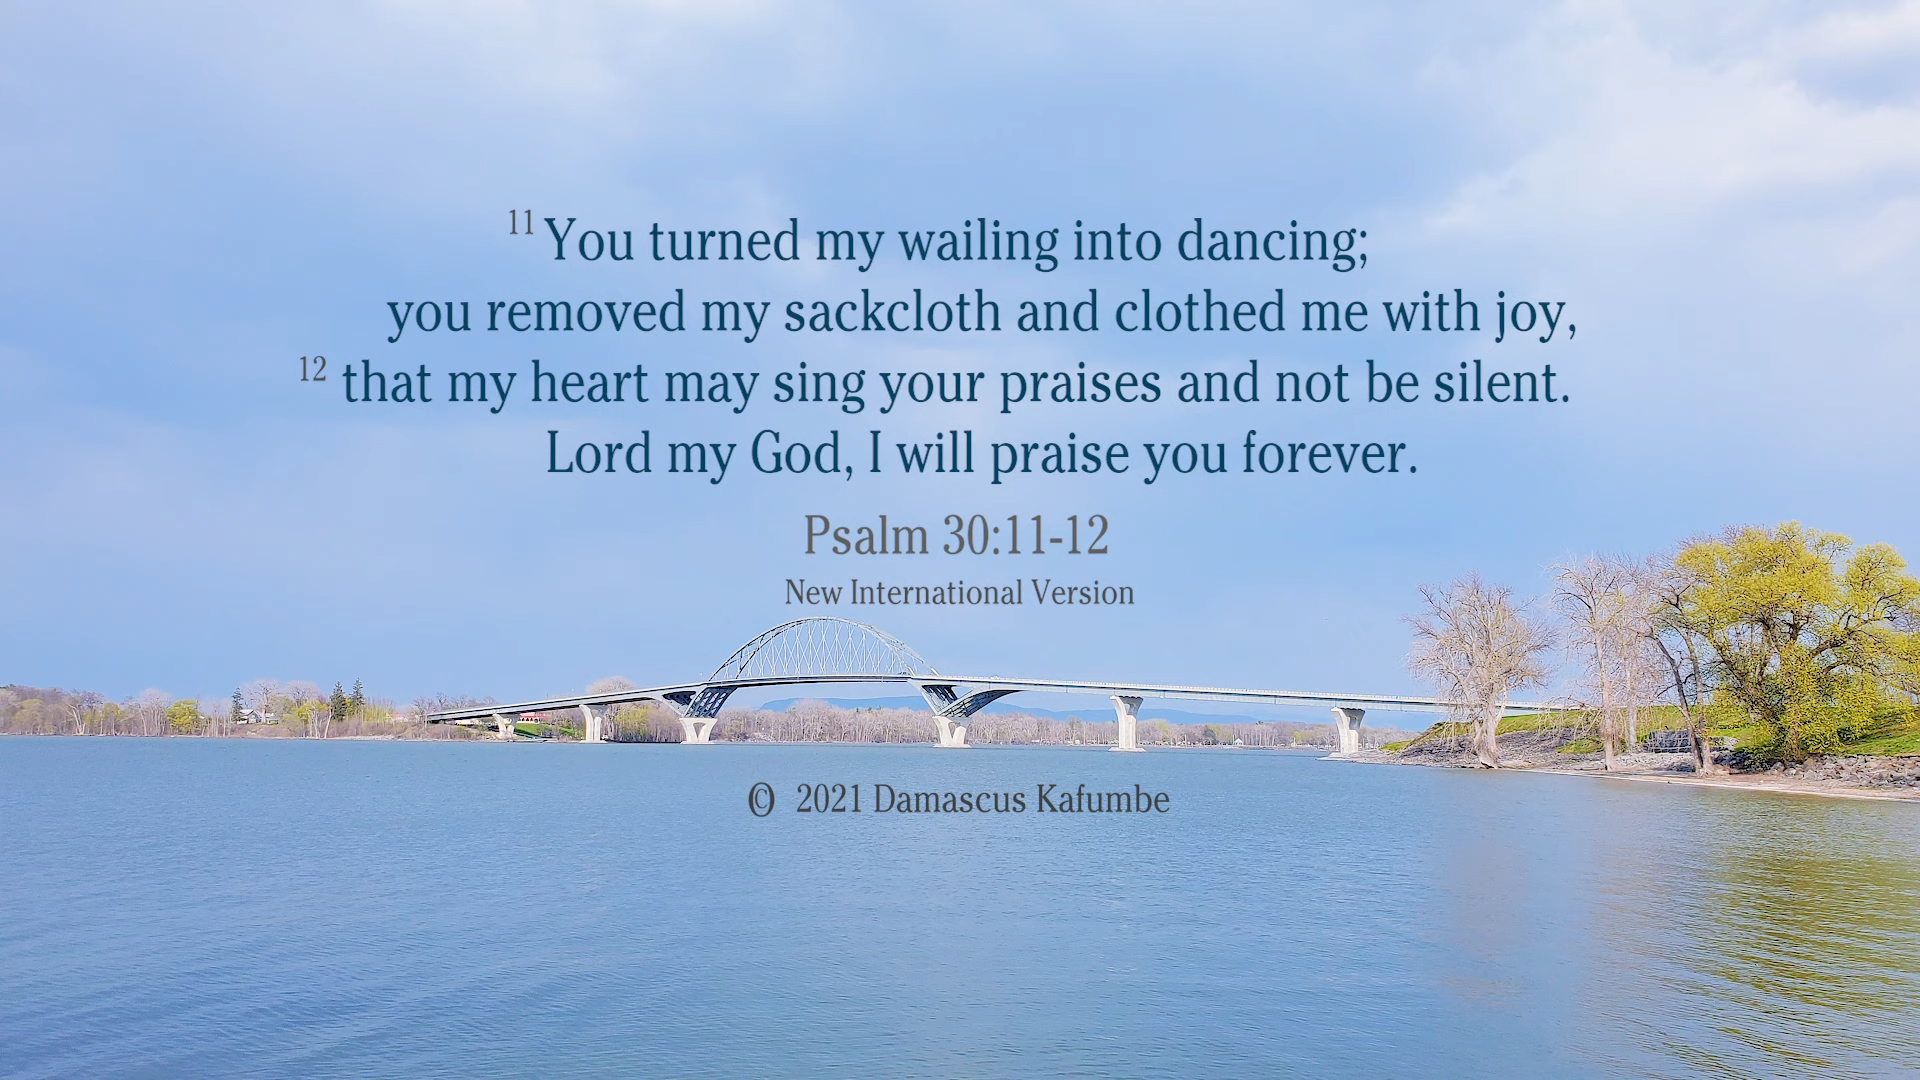 11 You turned my wailing into dancing;
you removed my sackcloth and clothed me with joy,
12 that my heart may sing your praises and not be silent.
Lord my God, I will praise you forever.
Psalm 30:11-12
New International Version
© 2021 Damascus Kafumbe